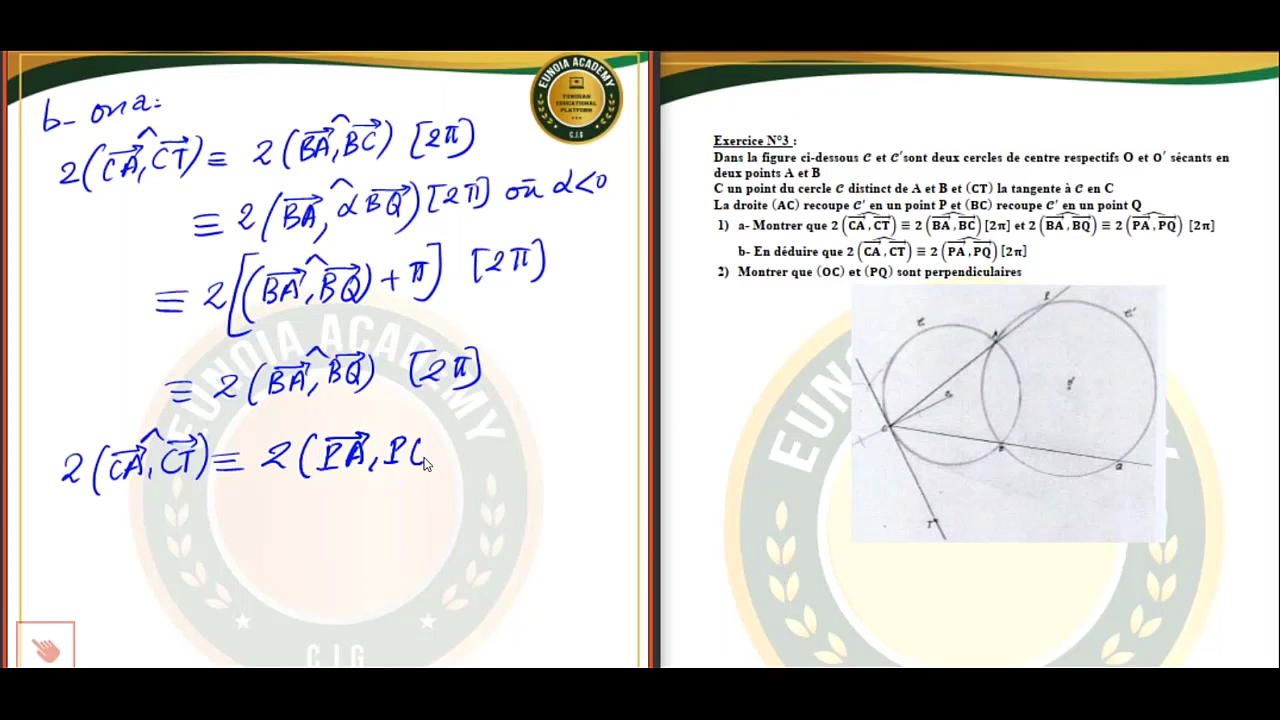 b- on a:
2(CA, CT) ≡ 2(BA, BC) [2π]
≡ 2(BA, αBQ) [2π] où α<0
≡ 2[(BA, BQ) + π] [2π]
≡ 2(BA, BQ) [2π]
2(CA, CT) ≡ 2(PA, PC
EUNOIA ACADEMY
TUNISIAN
EDUCATIONAL
PLATFORM
C.I.G
EUNOIA ACADEMY
C.I.G
Exercice N°3 :
Dans la figure ci-dessous 𝒞 et 𝒞′sont deux cercles de centre respectifs O et O′ sécants en
deux points A et B
C un point du cercle 𝒞 distinct de A et B et (CT) la tangente à 𝒞 en C
La droite (AC) recoupe 𝒞′ en un point P et (BC) recoupe 𝒞′ en un point Q
1) a- Montrer que 2 (CA, CT) ≡ 2 (BA, BC) [2π] et 2 (BA, BQ) ≡ 2 (PA, PQ) [2π]
b- En déduire que 2 (CA, CT) ≡ 2 (PA, PQ) [2π]
2) Montrer que (OC) et (PQ) sont perpendiculaires
A
T